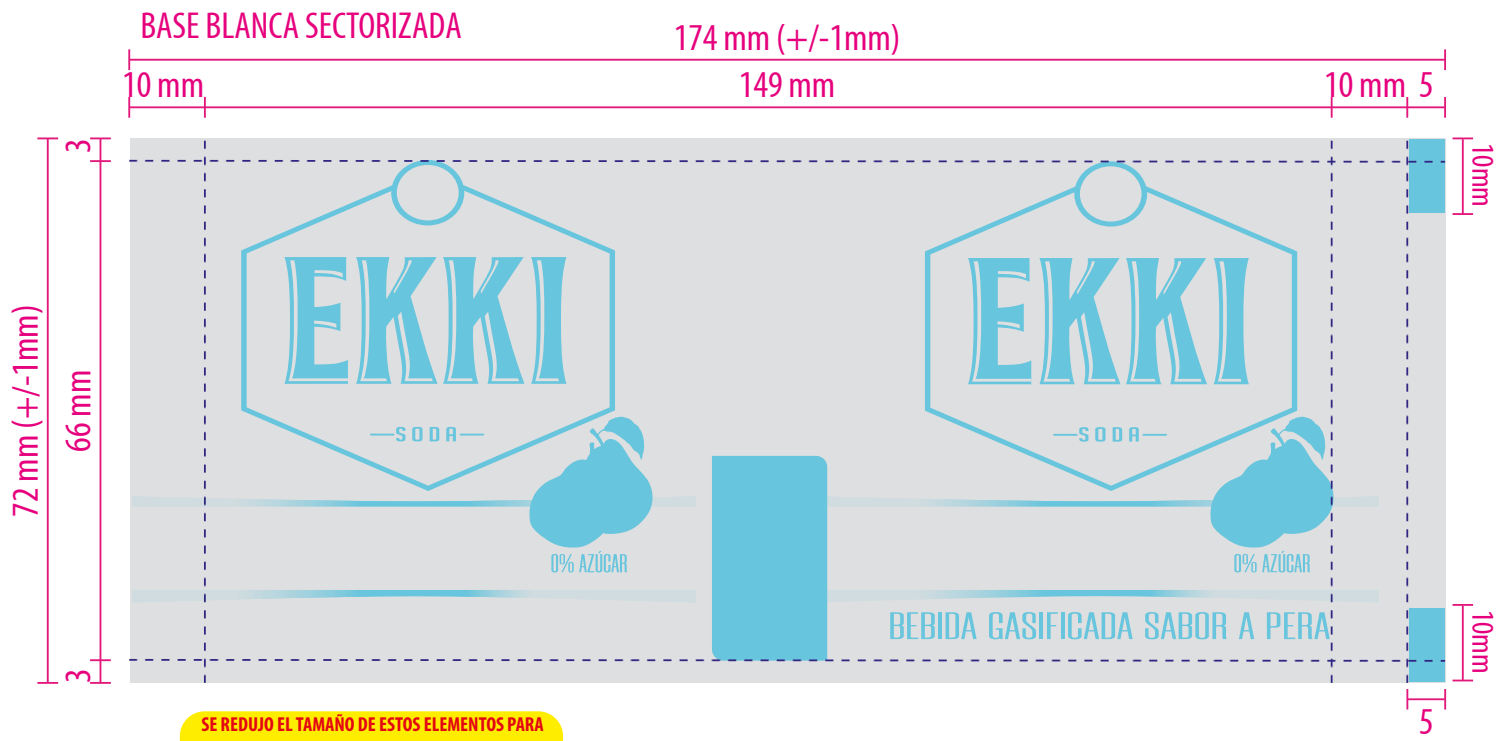 BASE BLANCA SECTORIZADA
174 mm (+/-1mm)
10 mm
149 mm
10 mm
5
3
72 mm (+/-1mm)
66 mm
3
10mm
10mm
5
EKKI
SODA
0% AZÚCAR
EKKI
SODA
0% AZÚCAR
BEBIDA GASIFICADA SABOR A PERA
SE REDUJO EL TAMAÑO DE ESTOS ELEMENTOS PARA